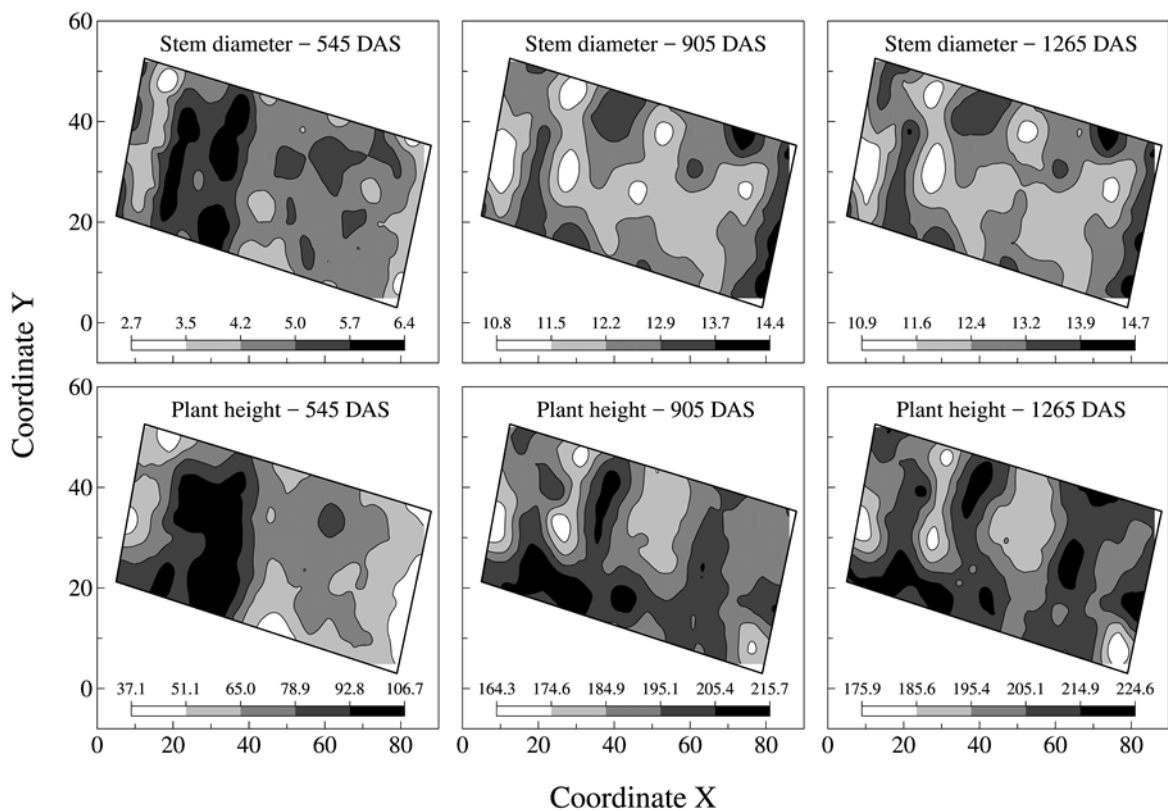 60
Stem diameter − 545 DAS
Stem diameter − 905 DAS
Stem diameter − 1265 DAS
40
20
0
2.7 3.5 4.2 5.0 5.7 6.4
10.8 11.5 12.2 12.9 13.7 14.4
10.9 11.6 12.4 13.2 13.9 14.7
Coordinate Y
60
Plant height − 545 DAS
Plant height − 905 DAS
Plant height − 1265 DAS
40
20
0
37.1 51.1 65.0 78.9 92.8 106.7
164.3 174.6 184.9 195.1 205.4 215.7
175.9 185.6 195.4 205.1 214.9 224.6
0 20 40 60 80
0 20 40 60 80
0 20 40 60 80
Coordinate X